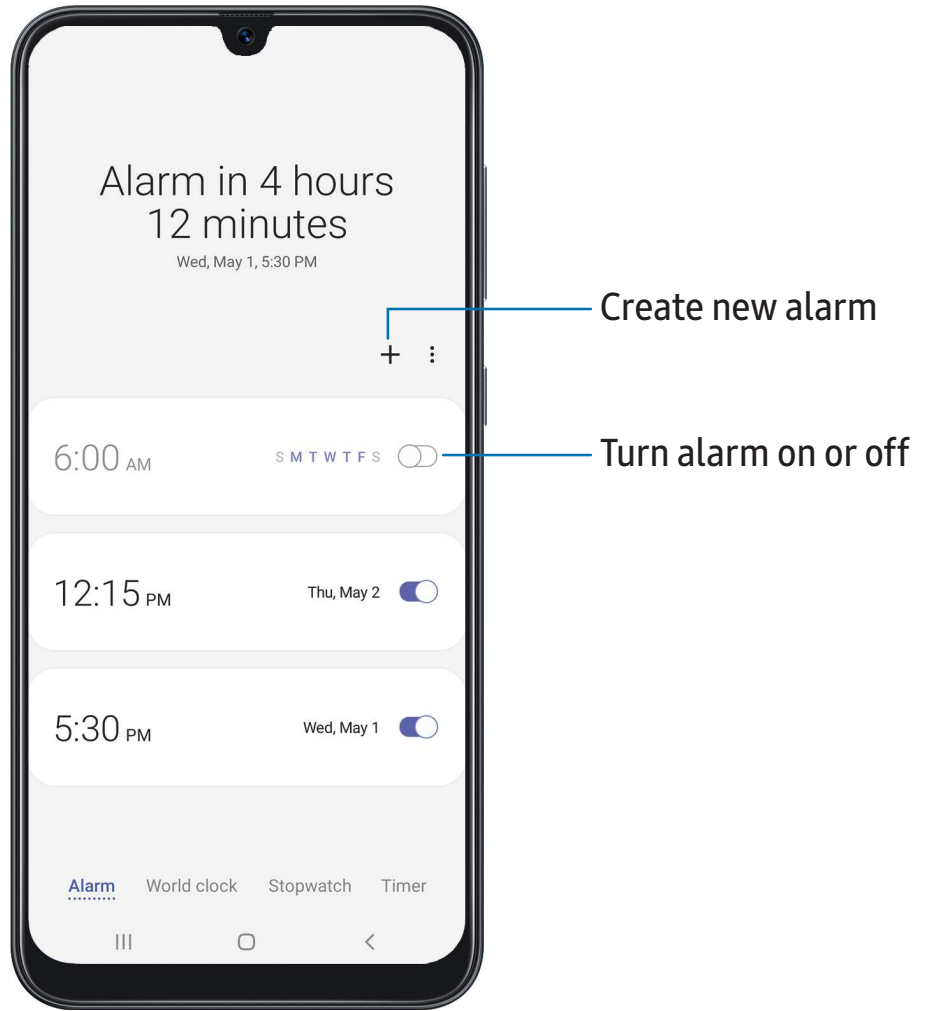 Alarm in 4 hours
12 minutes
Wed, May 1, 5:30 PM
Create new alarm
6:00 AM S M T W T F S
Turn alarm on or off
12:15 PM Thu, May 2
5:30 PM Wed, May 1
Alarm World clock Stopwatch Timer